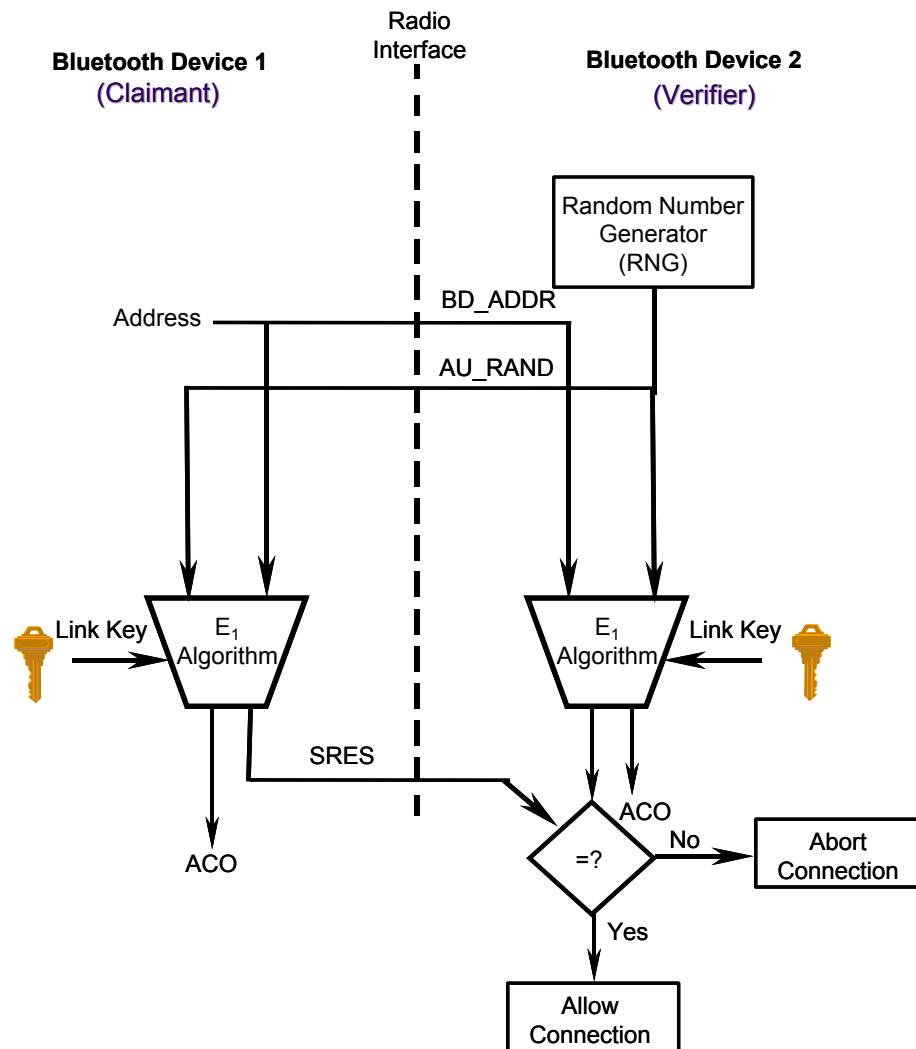 Radio
Interface
Bluetooth Device 1
(Claimant)
Bluetooth Device 2
(Verifier)
Random Number
Generator
(RNG)
BD_ADDR
Address
AU_RAND
Link Key
E₁
Algorithm
E₁
Algorithm
Link Key
SRES
ACO
ACO
=?
No
Abort
Connection
Yes
Allow
Connection